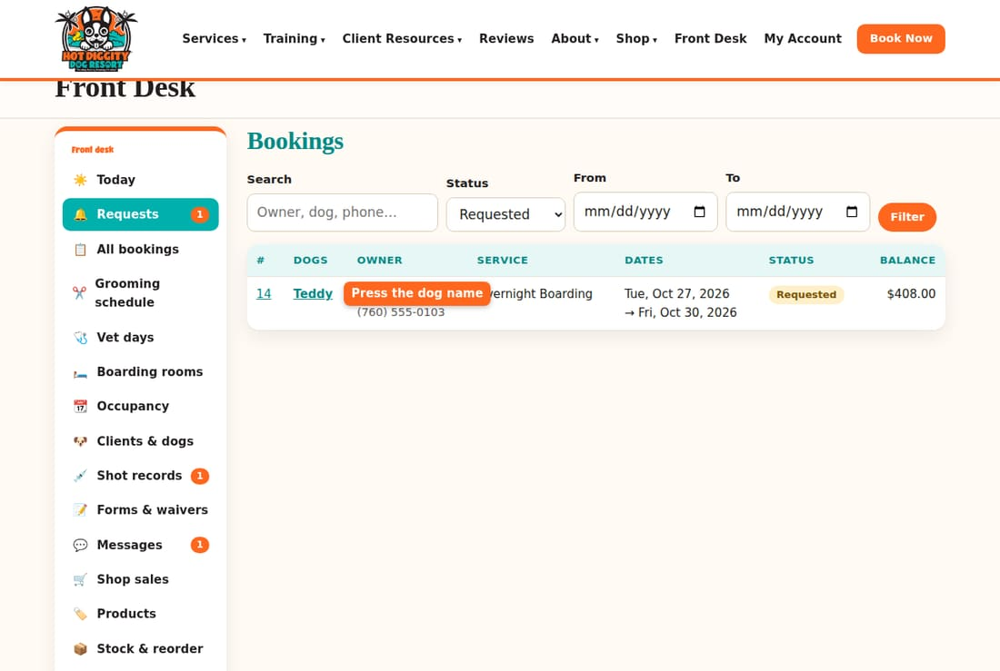 HOT DIGGITY
DOG RESORT
Services ▾
Training ▾
Client Resources ▾
Reviews
About ▾
Shop ▾
Front Desk
My Account
Book Now
Front Desk
Front desk
☀️ Today
🔔 Requests 1
📋 All bookings
✂️ Grooming
schedule
🩺 Vet days
🛏️ Boarding rooms
📆 Occupancy
🐶 Clients & dogs
💉 Shot records 1
📝 Forms & waivers
💬 Messages 1
🛒 Shop sales
🏷️ Products
📦 Stock & reorder
Bookings
Search
Owner, dog, phone…
Status
Requested
From
mm/dd/yyyy
To
mm/dd/yyyy
Filter
# DOGS OWNER SERVICE DATES STATUS BALANCE
14 Teddy Press the dog name Boarding Tue, Oct 27, 2026 Requested $408.00
(760) 555-0103 → Fri, Oct 30, 2026